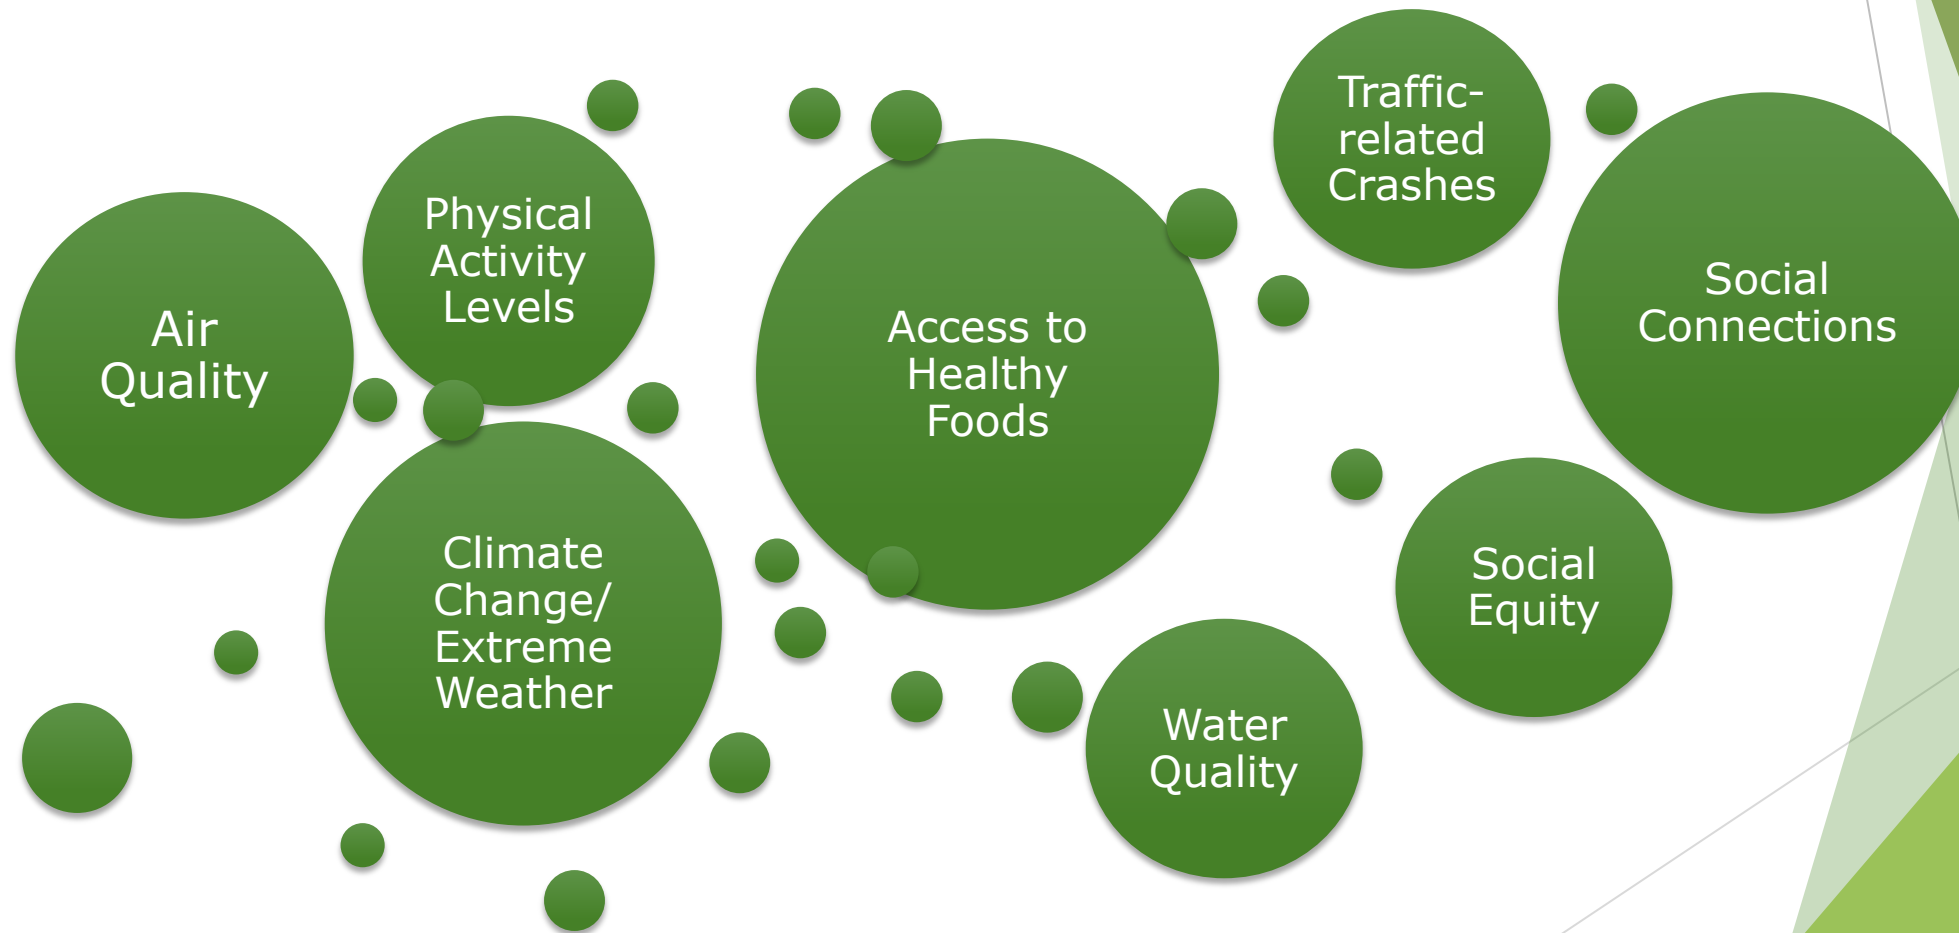 Air
Quality
Physical
Activity
Levels
Climate
Change/
Extreme
Weather
Access to
Healthy
Foods
Traffic-
related
Crashes
Social
Connections
Social
Equity
Water
Quality